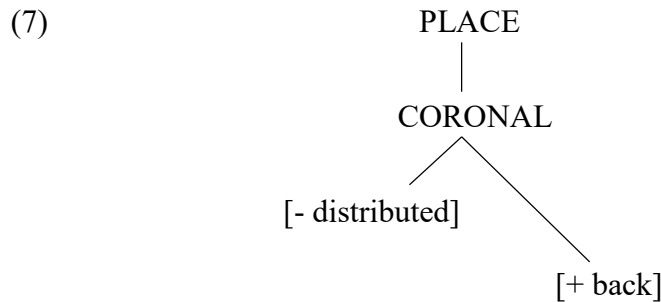 (7) PLACE
CORONAL
[- distributed]
[+ back]